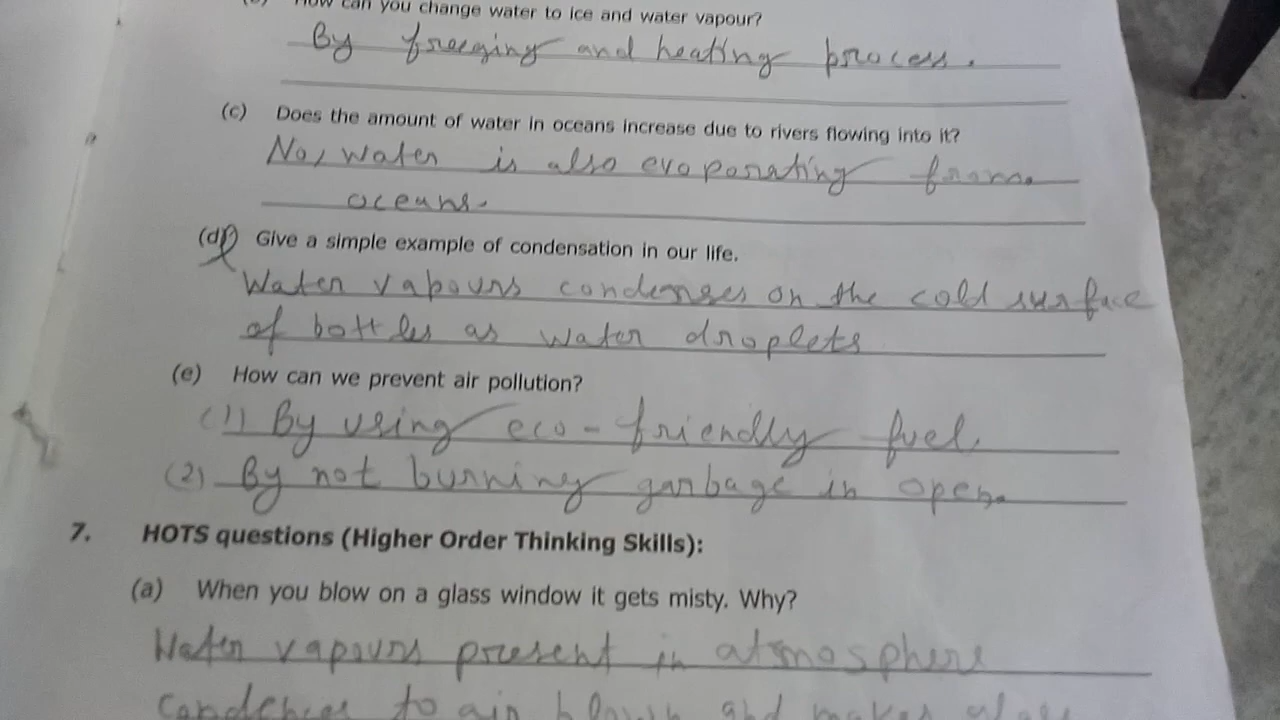 How can you change water to ice and water vapour?
By freezing and heating process.
(c) Does the amount of water in oceans increase due to rivers flowing into it?
No, water is also evaporating from
oceans.
(d) Give a simple example of condensation in our life.
Water vapours condenses on the cold surface
of bottles as water droplets
(e) How can we prevent air pollution?
(1) By using eco-friendly fuel
(2) By not burning garbage in open.
7. HOTS questions (Higher Order Thinking Skills):
(a) When you blow on a glass window it gets misty. Why?
Water vapours present in atmosphere
to air blown and makes